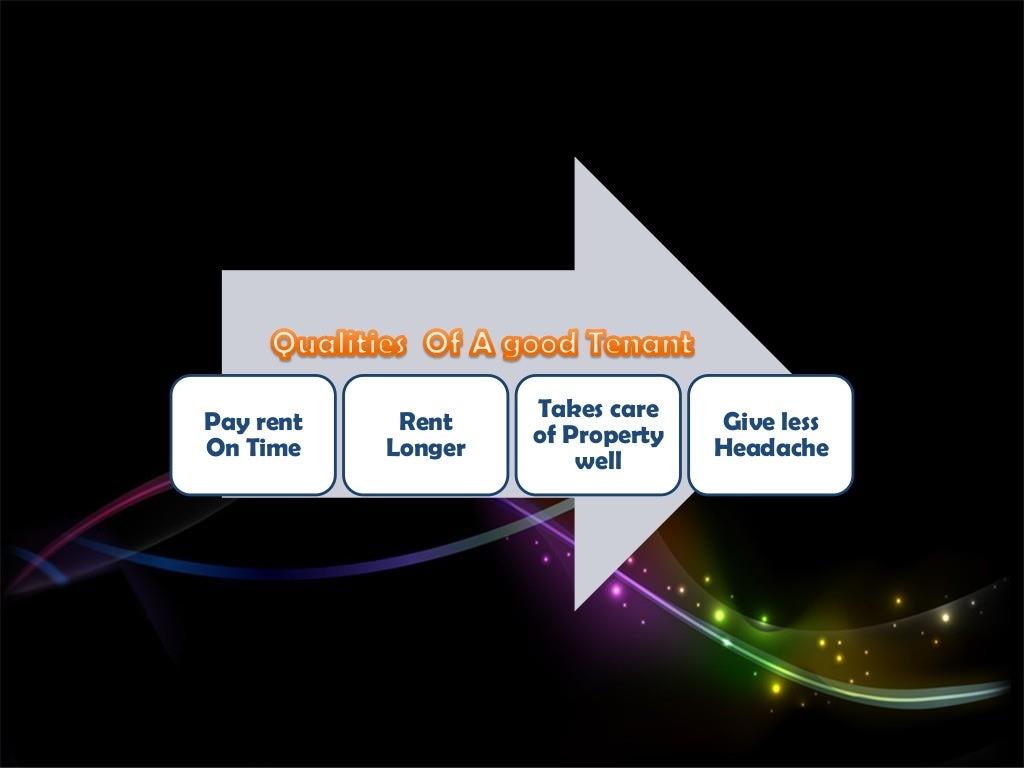 Qualities Of A good Tenant
Pay rent
On Time
Rent
Longer
Takes care
of Property
well
Give less
Headache